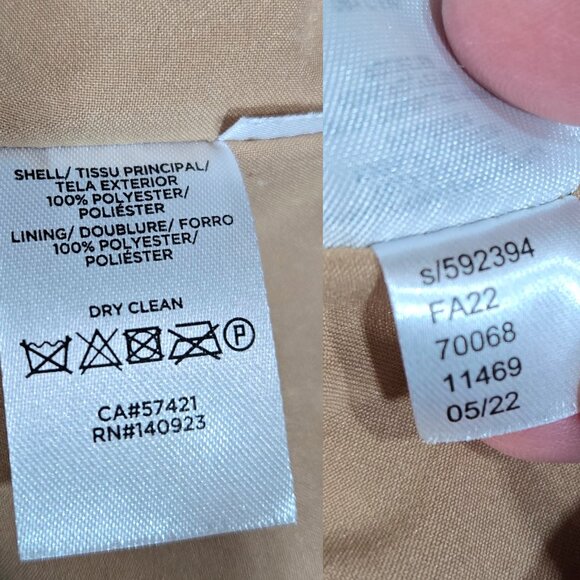 SHELL/ TISSU PRINCIPAL/
TELA EXTERIOR
100% POLYESTER/
POLIÉSTER
LINING/ DOUBLURE/ FORRO
100% POLYESTER/
POLIÉSTER
DRY CLEAN
P
CA#57421
RN#140923
s/592394
FA22
70068
11469
05/22